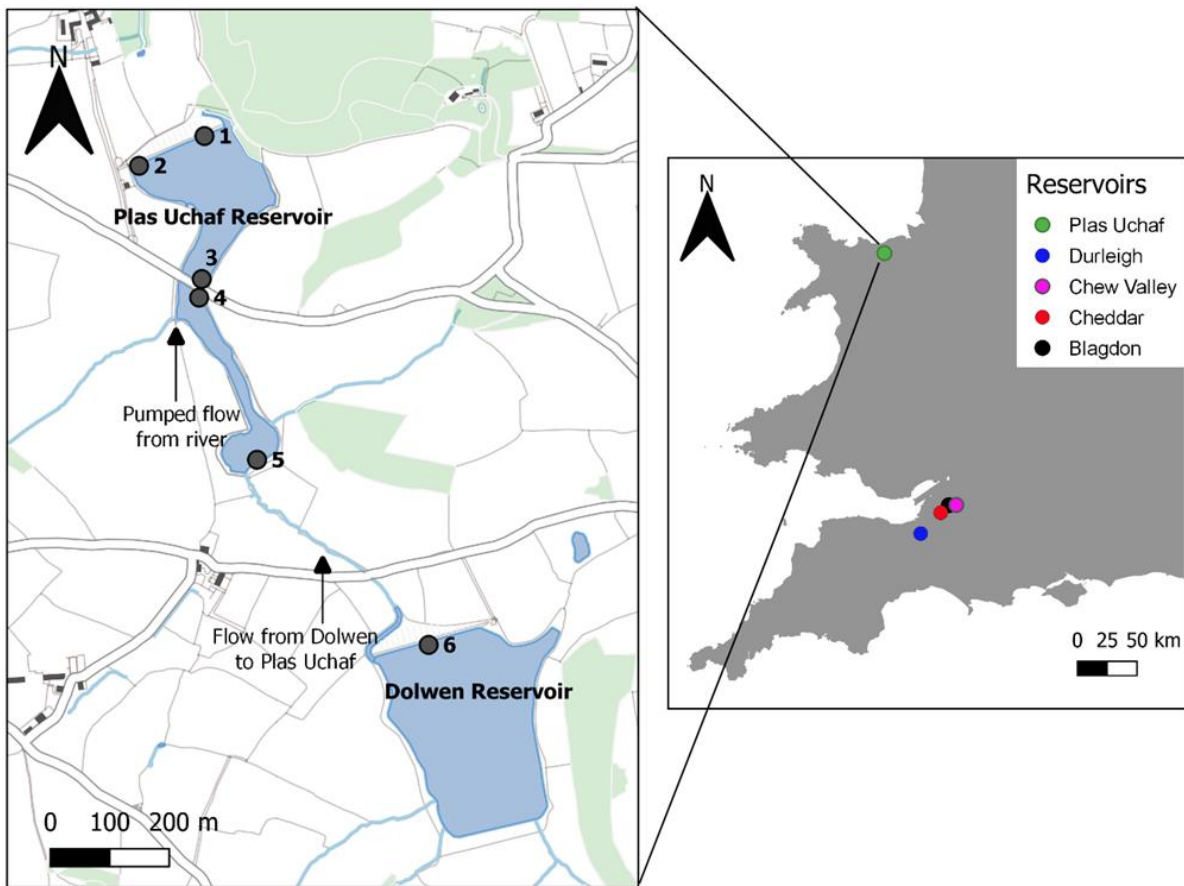 N
1
2
Plas Uchaf Reservoir
3
4
Pumped flow
from river
5
Flow from Dolwen
to Plas Uchaf
6
Dolwen Reservoir
0 100 200 m
N
Reservoirs
Plas Uchaf
Durleigh
Chew Valley
Cheddar
Blagdon
0 25 50 km